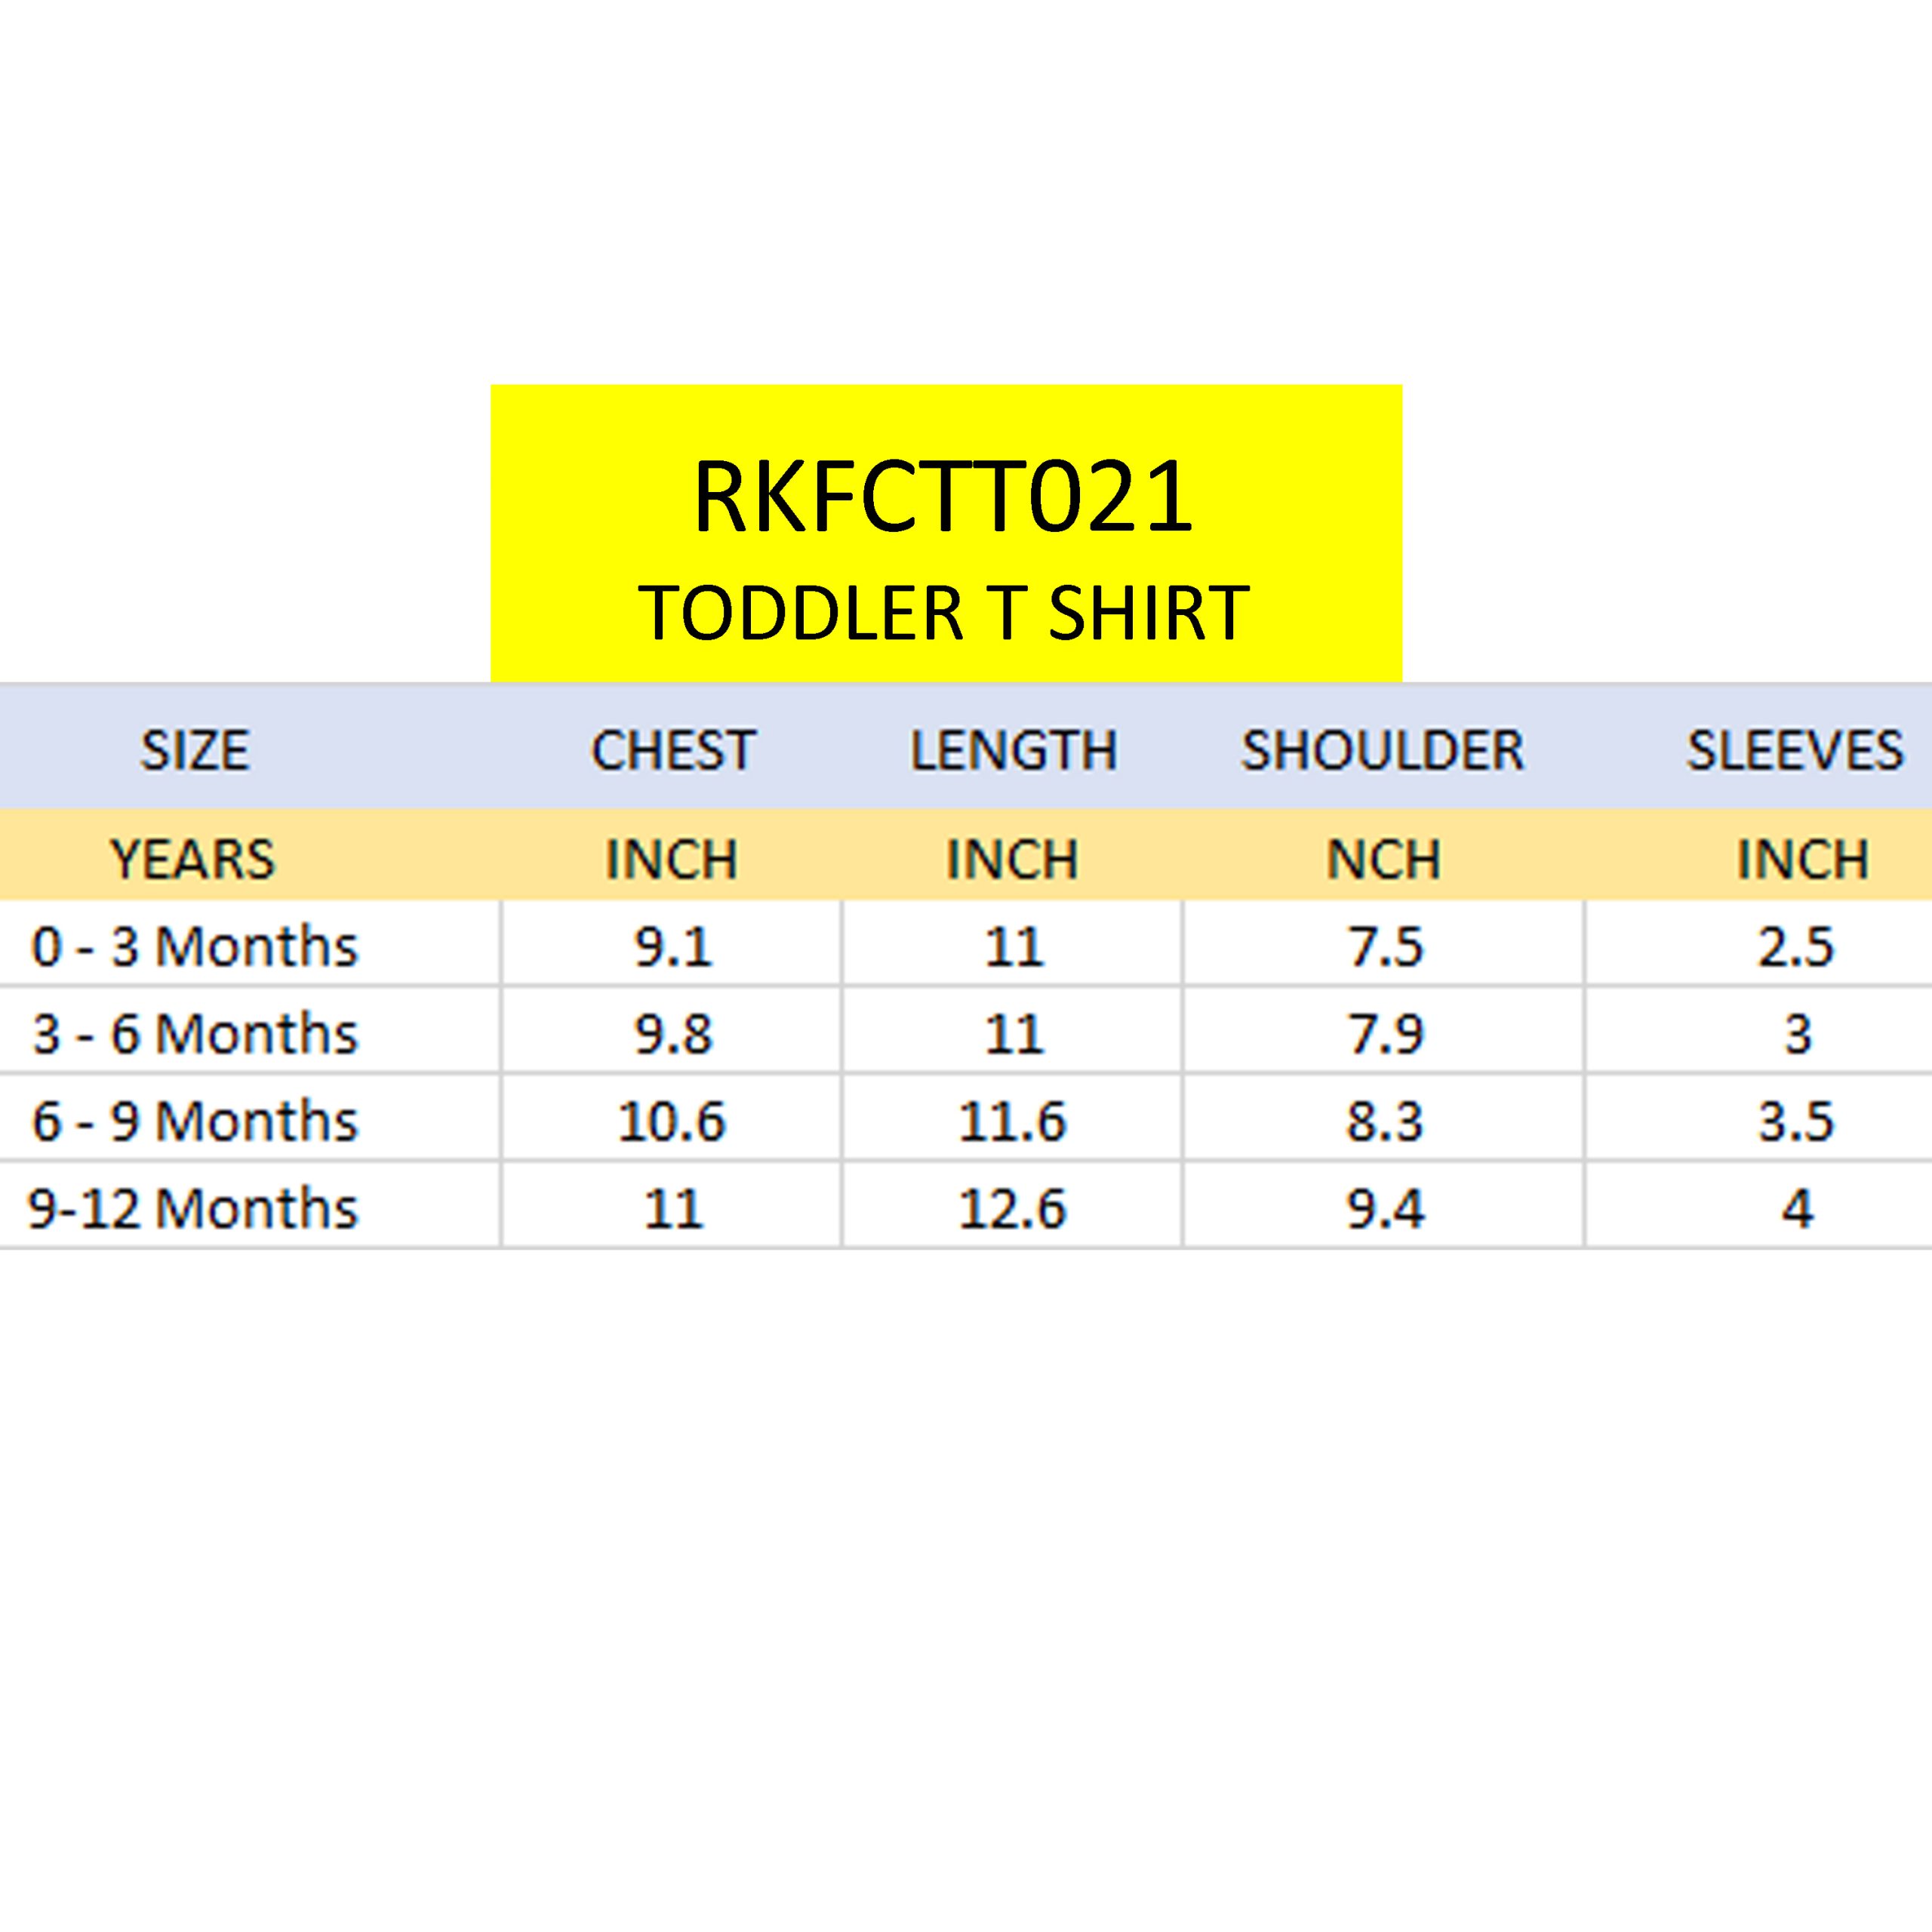 RKFCTT021
TODDLER T SHIRT
SIZE CHEST LENGTH SHOULDER SLEEVES
YEARS INCH INCH NCH INCH
0 - 3 Months 9.1 11 7.5 2.5
3 - 6 Months 9.8 11 7.9 3
6 - 9 Months 10.6 11.6 8.3 3.5
9-12 Months 11 12.6 9.4 4